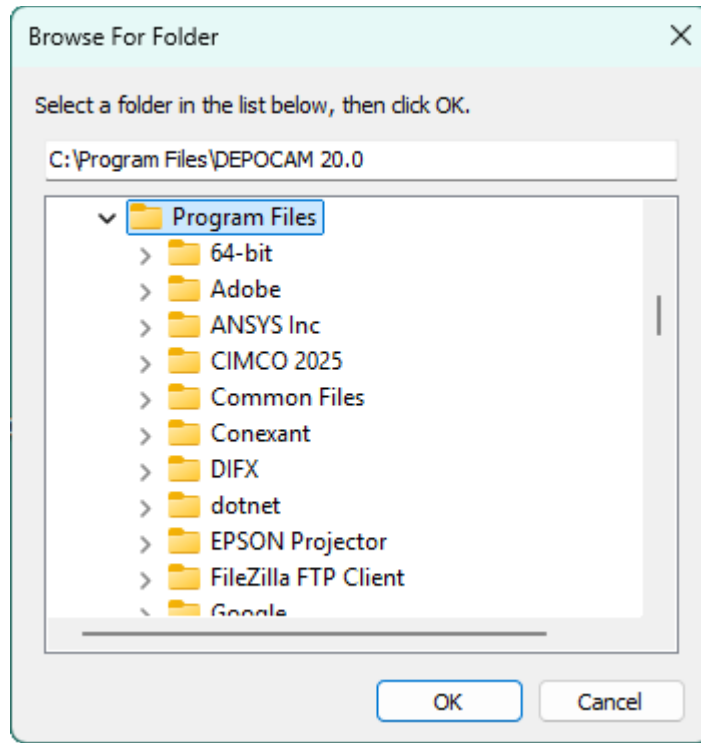 Browse For Folder
Select a folder in the list below, then click OK.
C:\Program Files\DEPOCAM 20.0
Program Files
64-bit
Adobe
ANSYS Inc
CIMCO 2025
Common Files
Conexant
DIFX
dotnet
EPSON Projector
FileZilla FTP Client
Google
OK Cancel